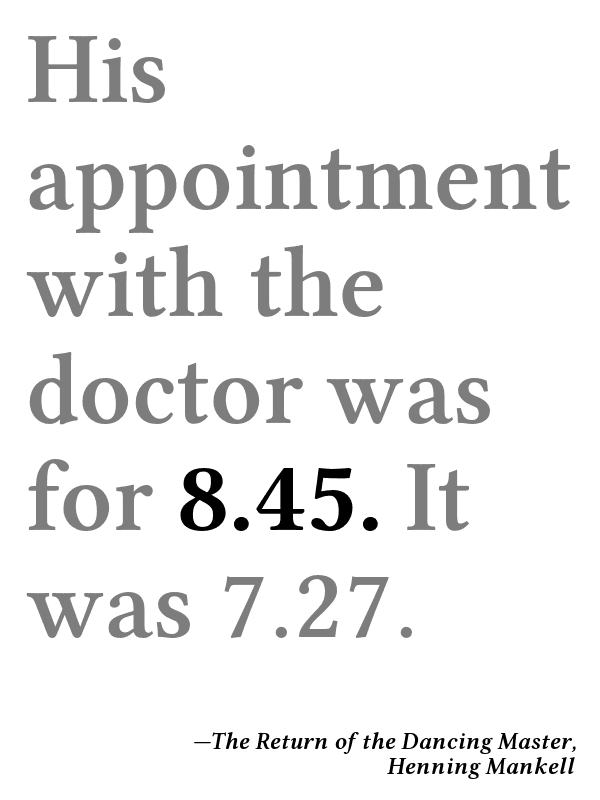 His
appointment
with the
doctor was
for 8.45. It
was 7.27.
—The Return of the Dancing Master,
Henning Mankell